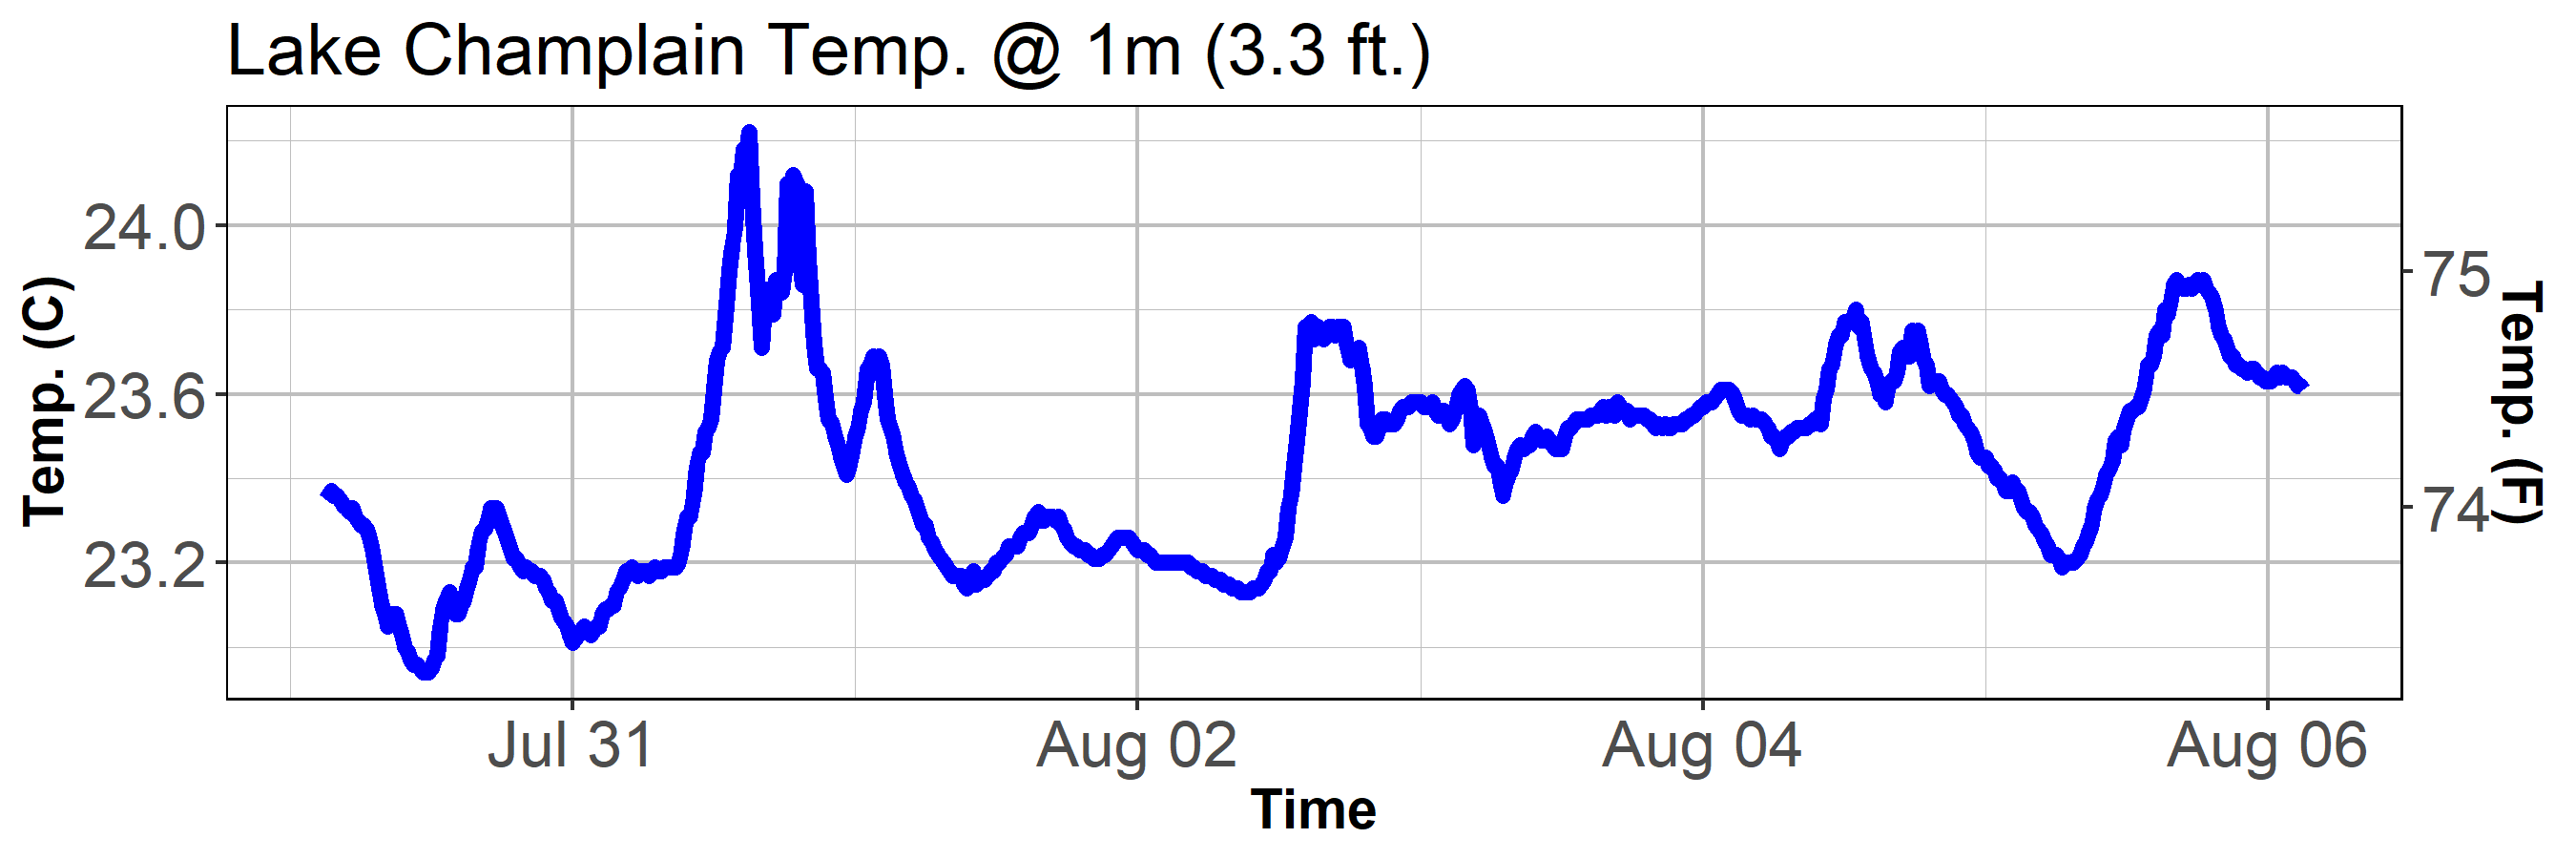 Lake Champlain Temp. @ 1m (3.3 ft.)
Temp. (C)
24.0
23.6
23.2
75
74
Temp. (F)
Jul 31
Aug 02
Aug 04
Aug 06
Time